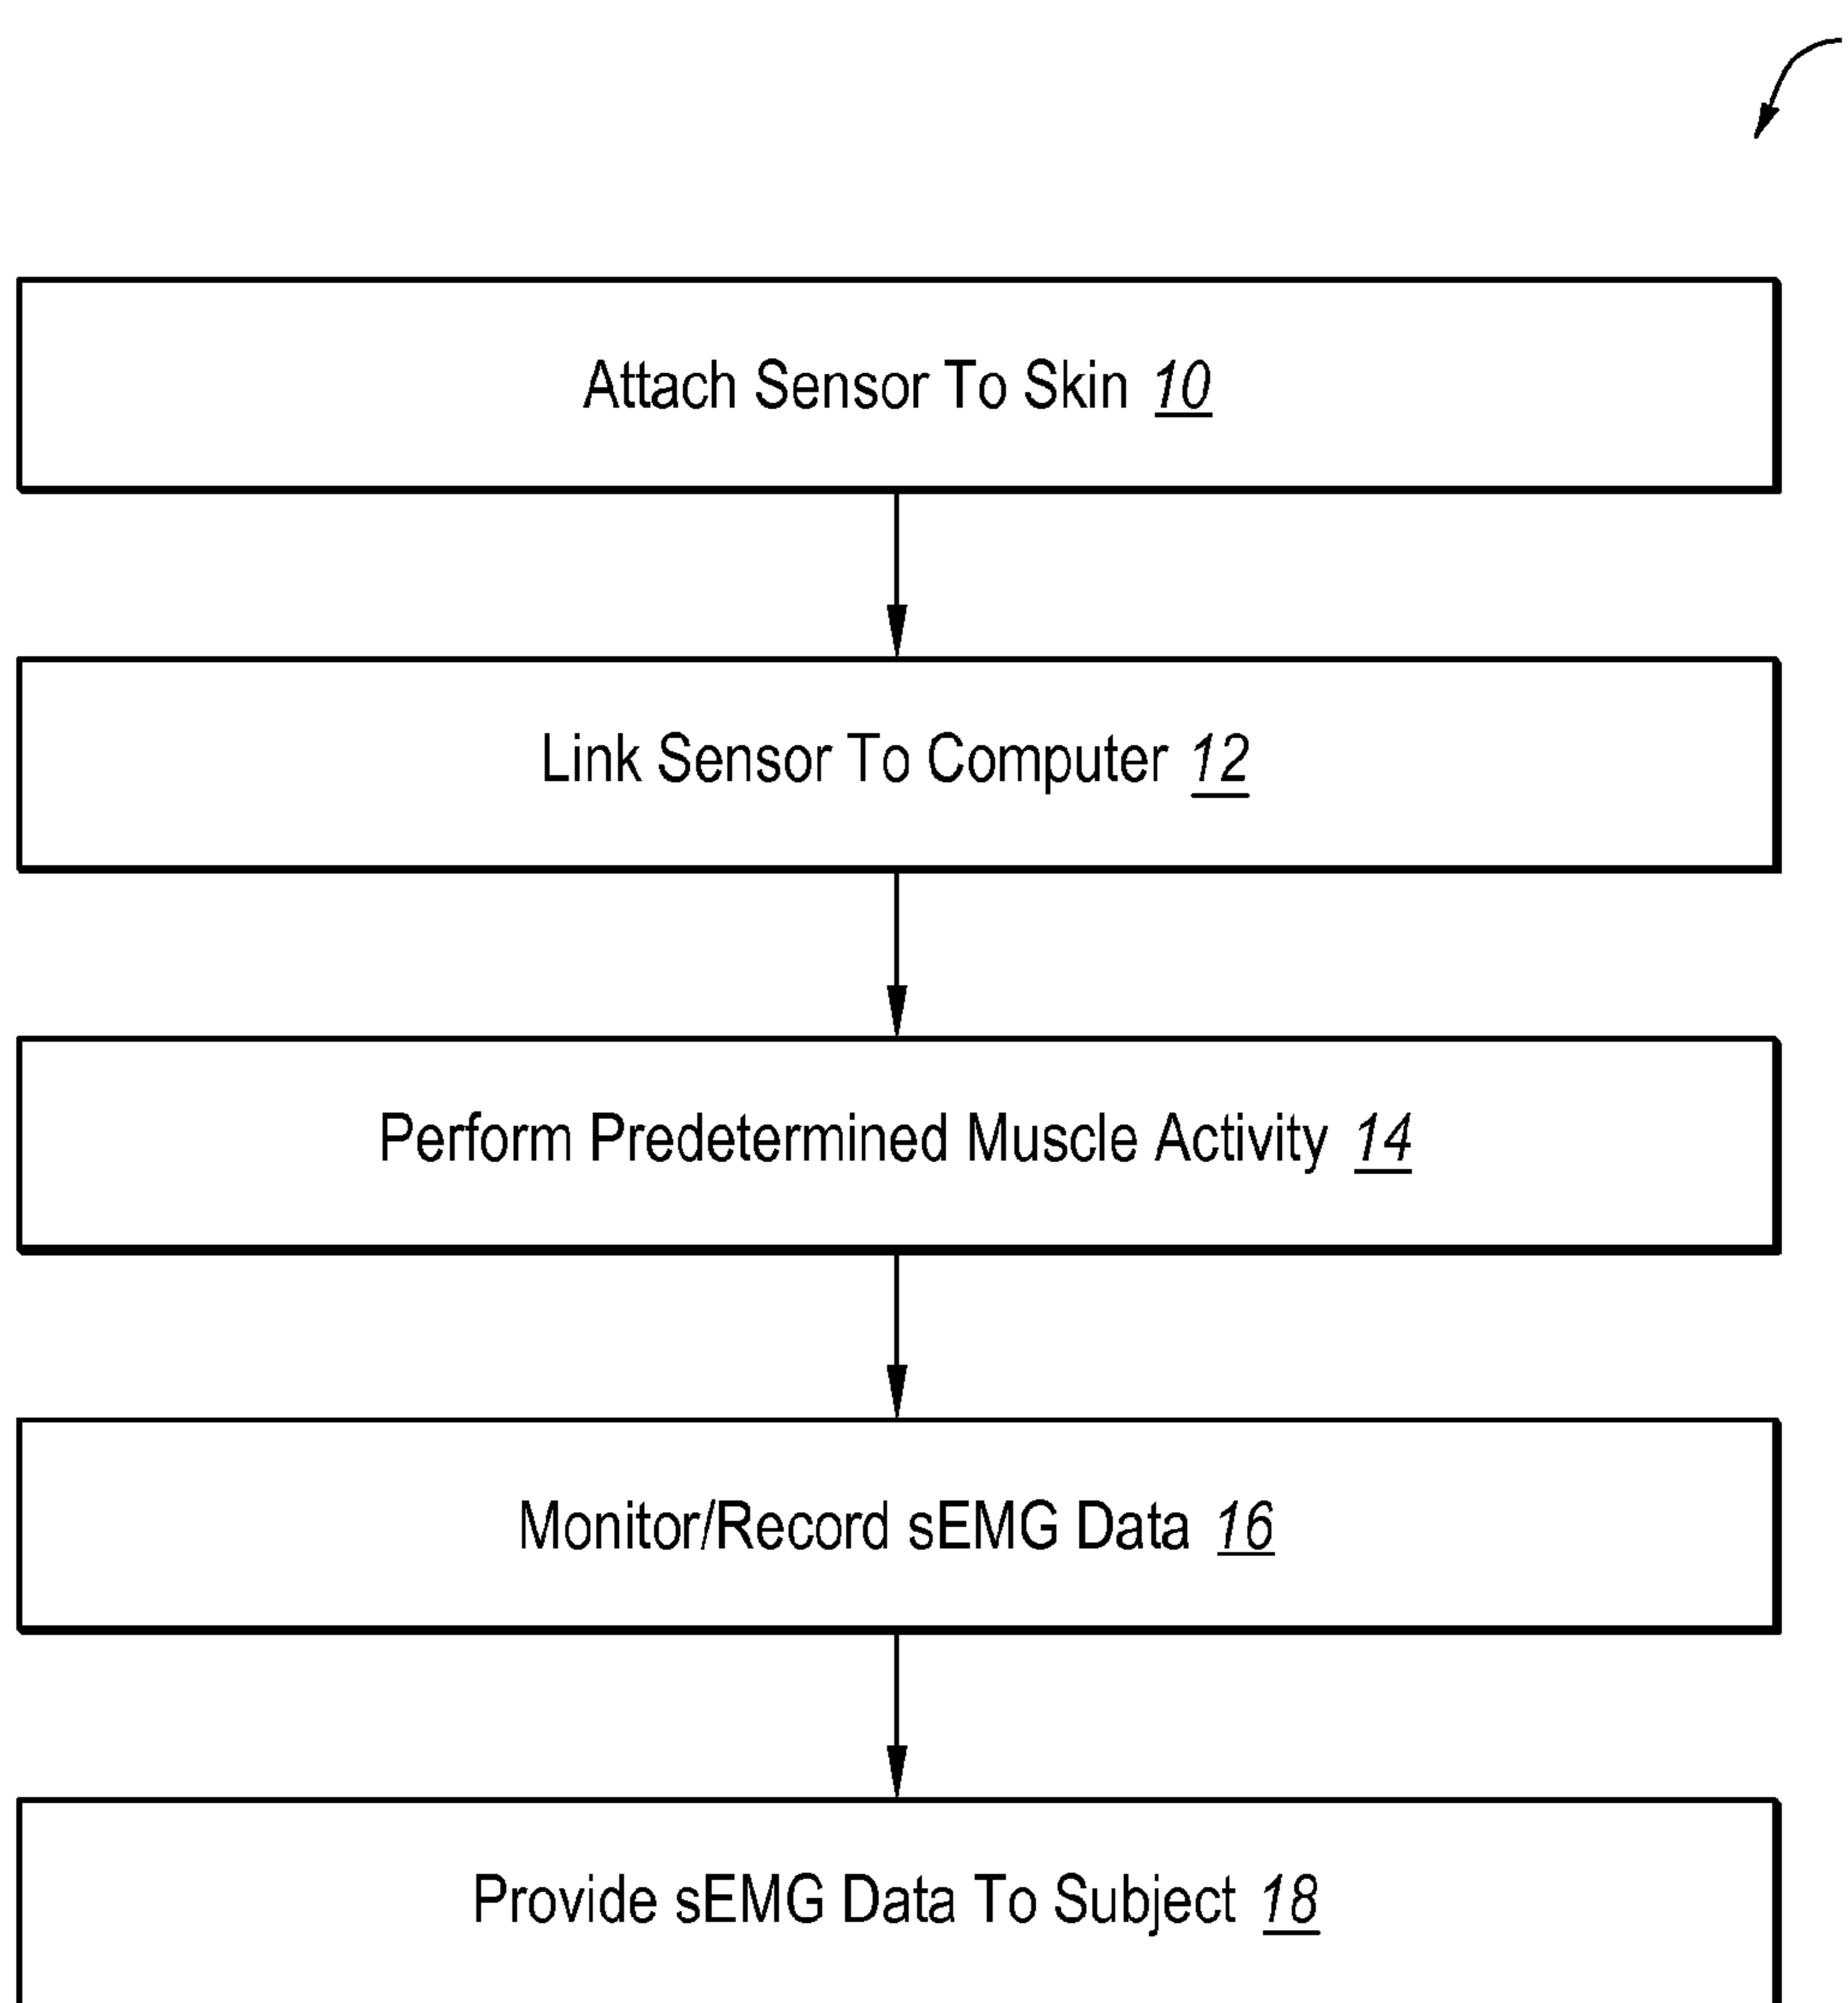 Attach Sensor To Skin 10
Link Sensor To Computer 12
Perform Predetermined Muscle Activity 14
Monitor/Record sEMG Data 16
Provide sEMG Data To Subject 18